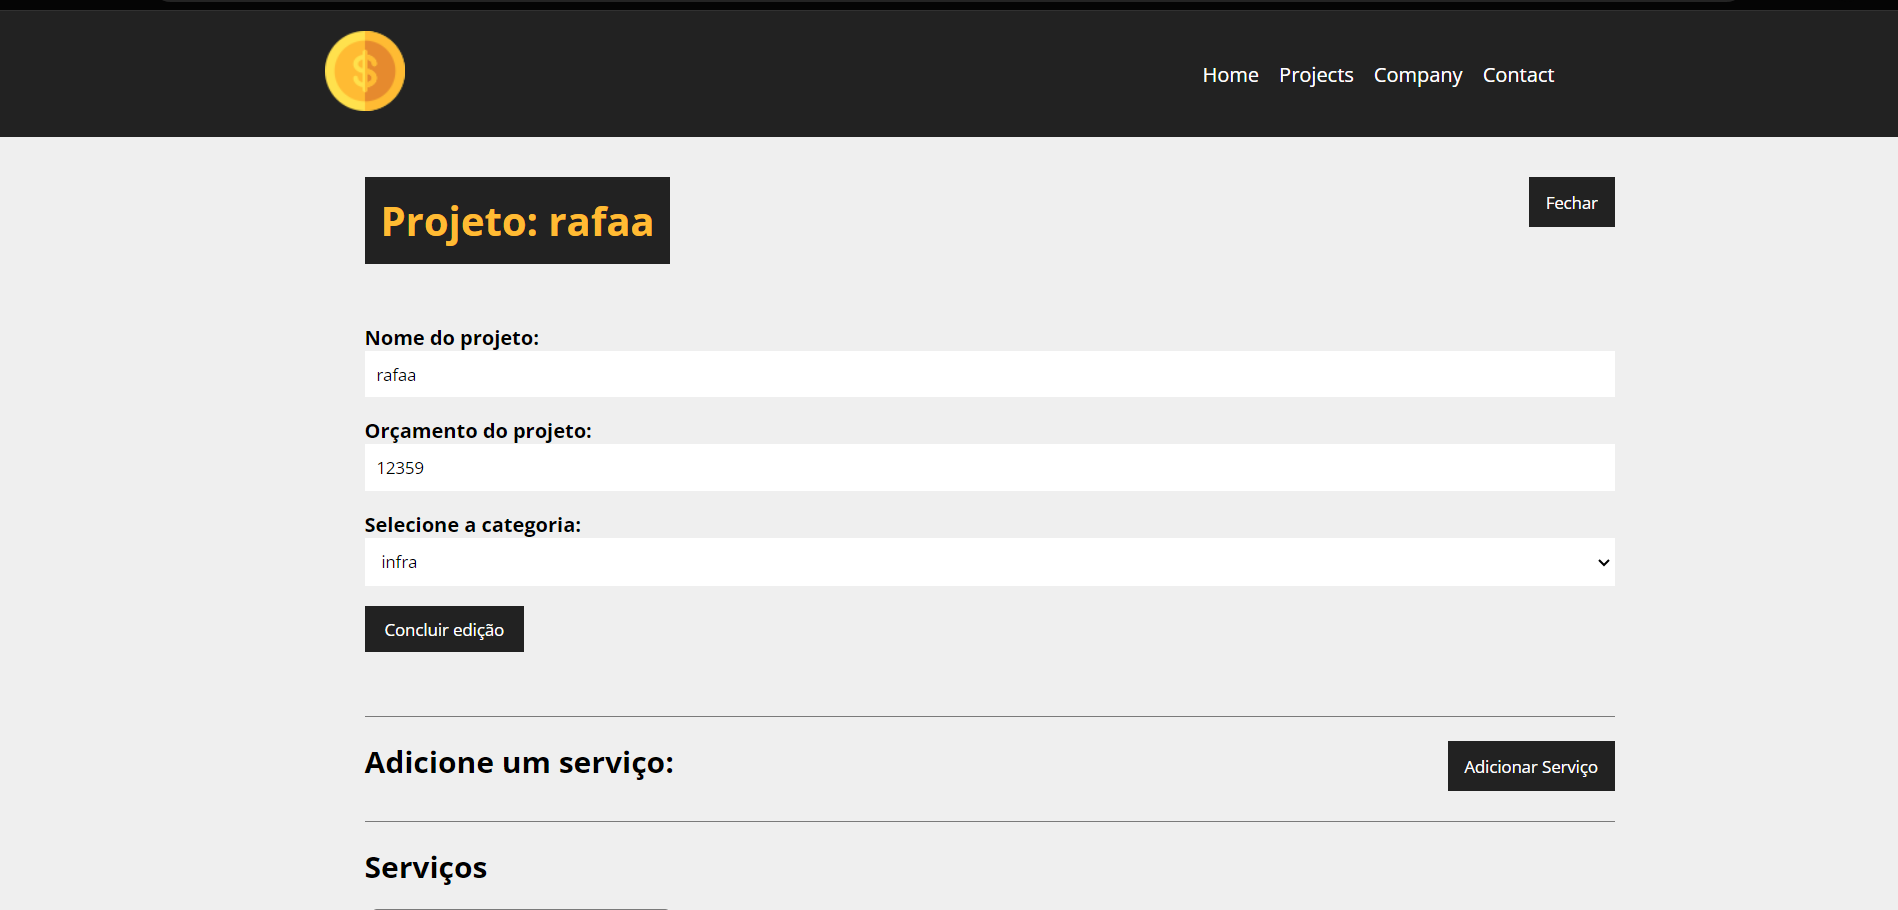 $
Home Projects Company Contact
Projeto: rafaa
Fechar
Nome do projeto:
rafaa
Orçamento do projeto:
12359
Selecione a categoria:
infra
Concluir edição
Adicione um serviço:
Adicionar Serviço
Serviços